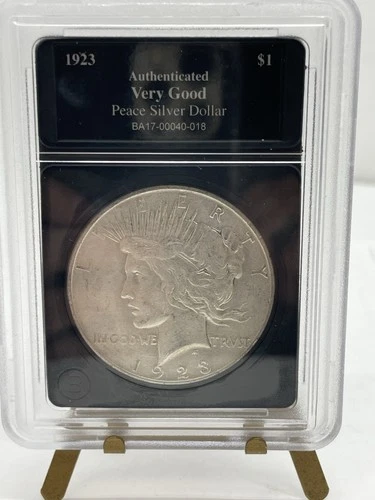 1923 $1
Authenticated
Very Good
Peace Silver Dollar
BA17-00040-018
LIBERTY
IN GOD WE TRVST
1923